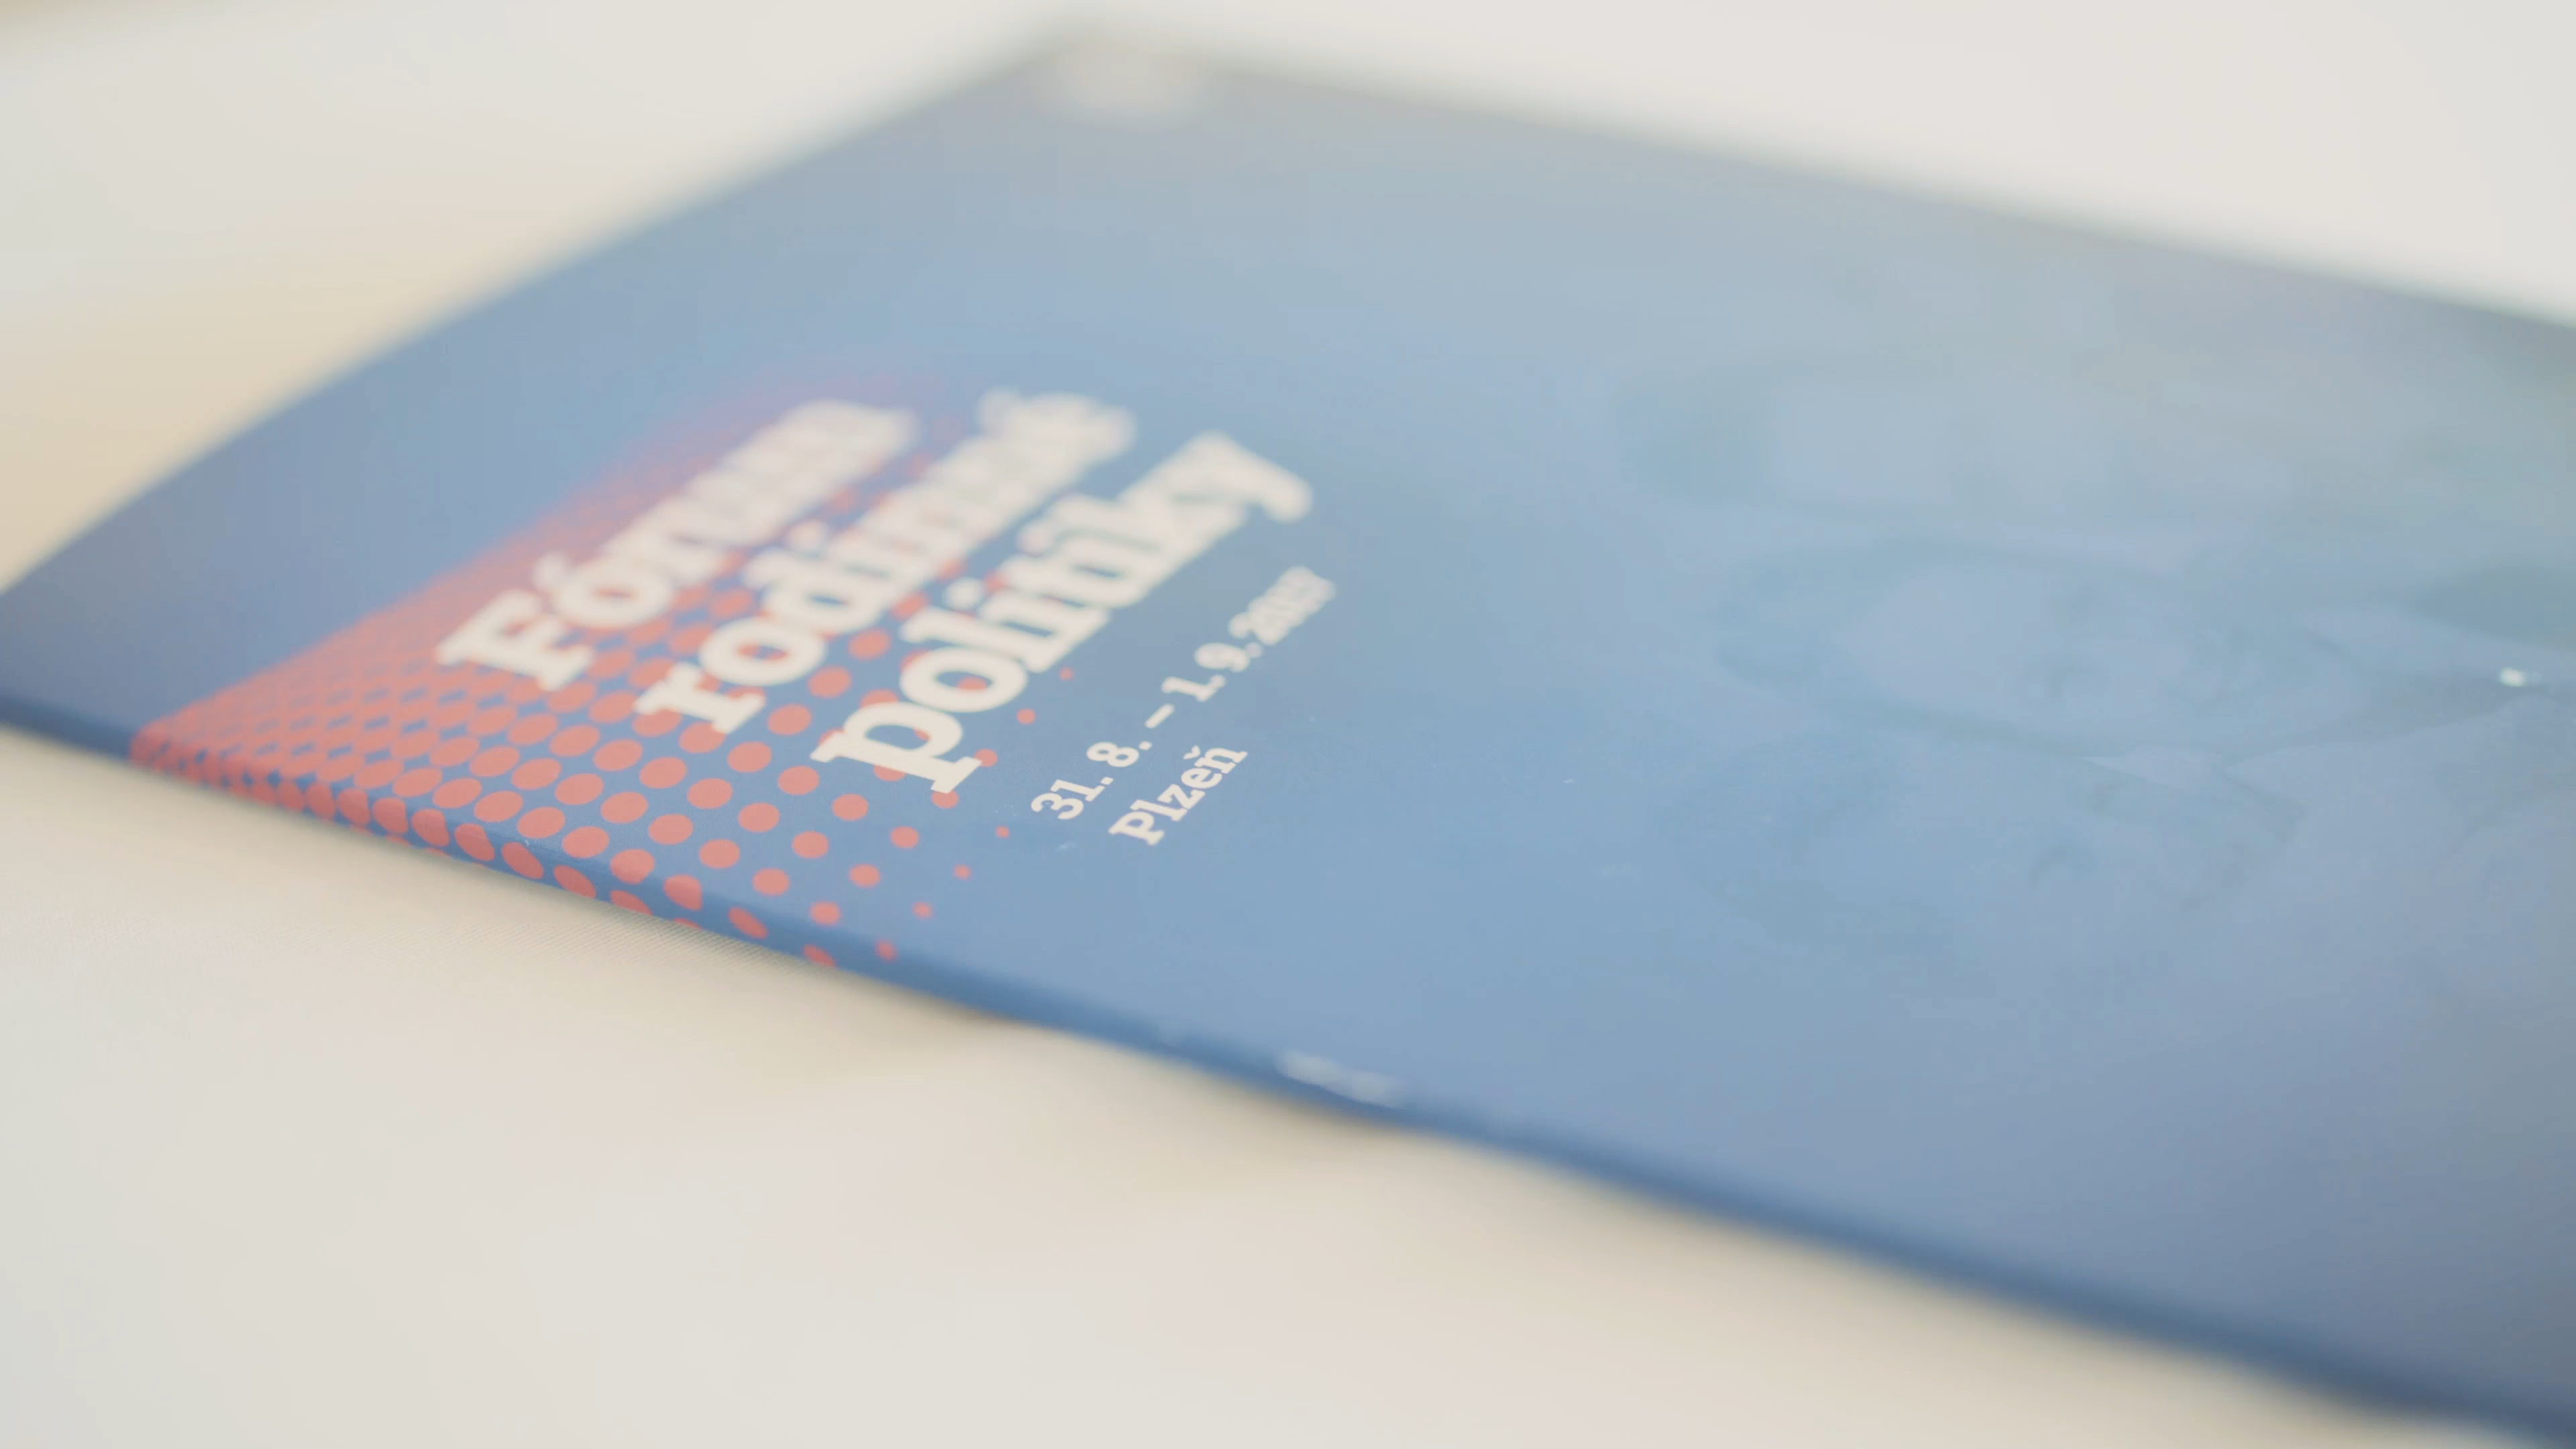 Fórum
rodinné
politiky
31. 8. – 1. 9.
Plzeň